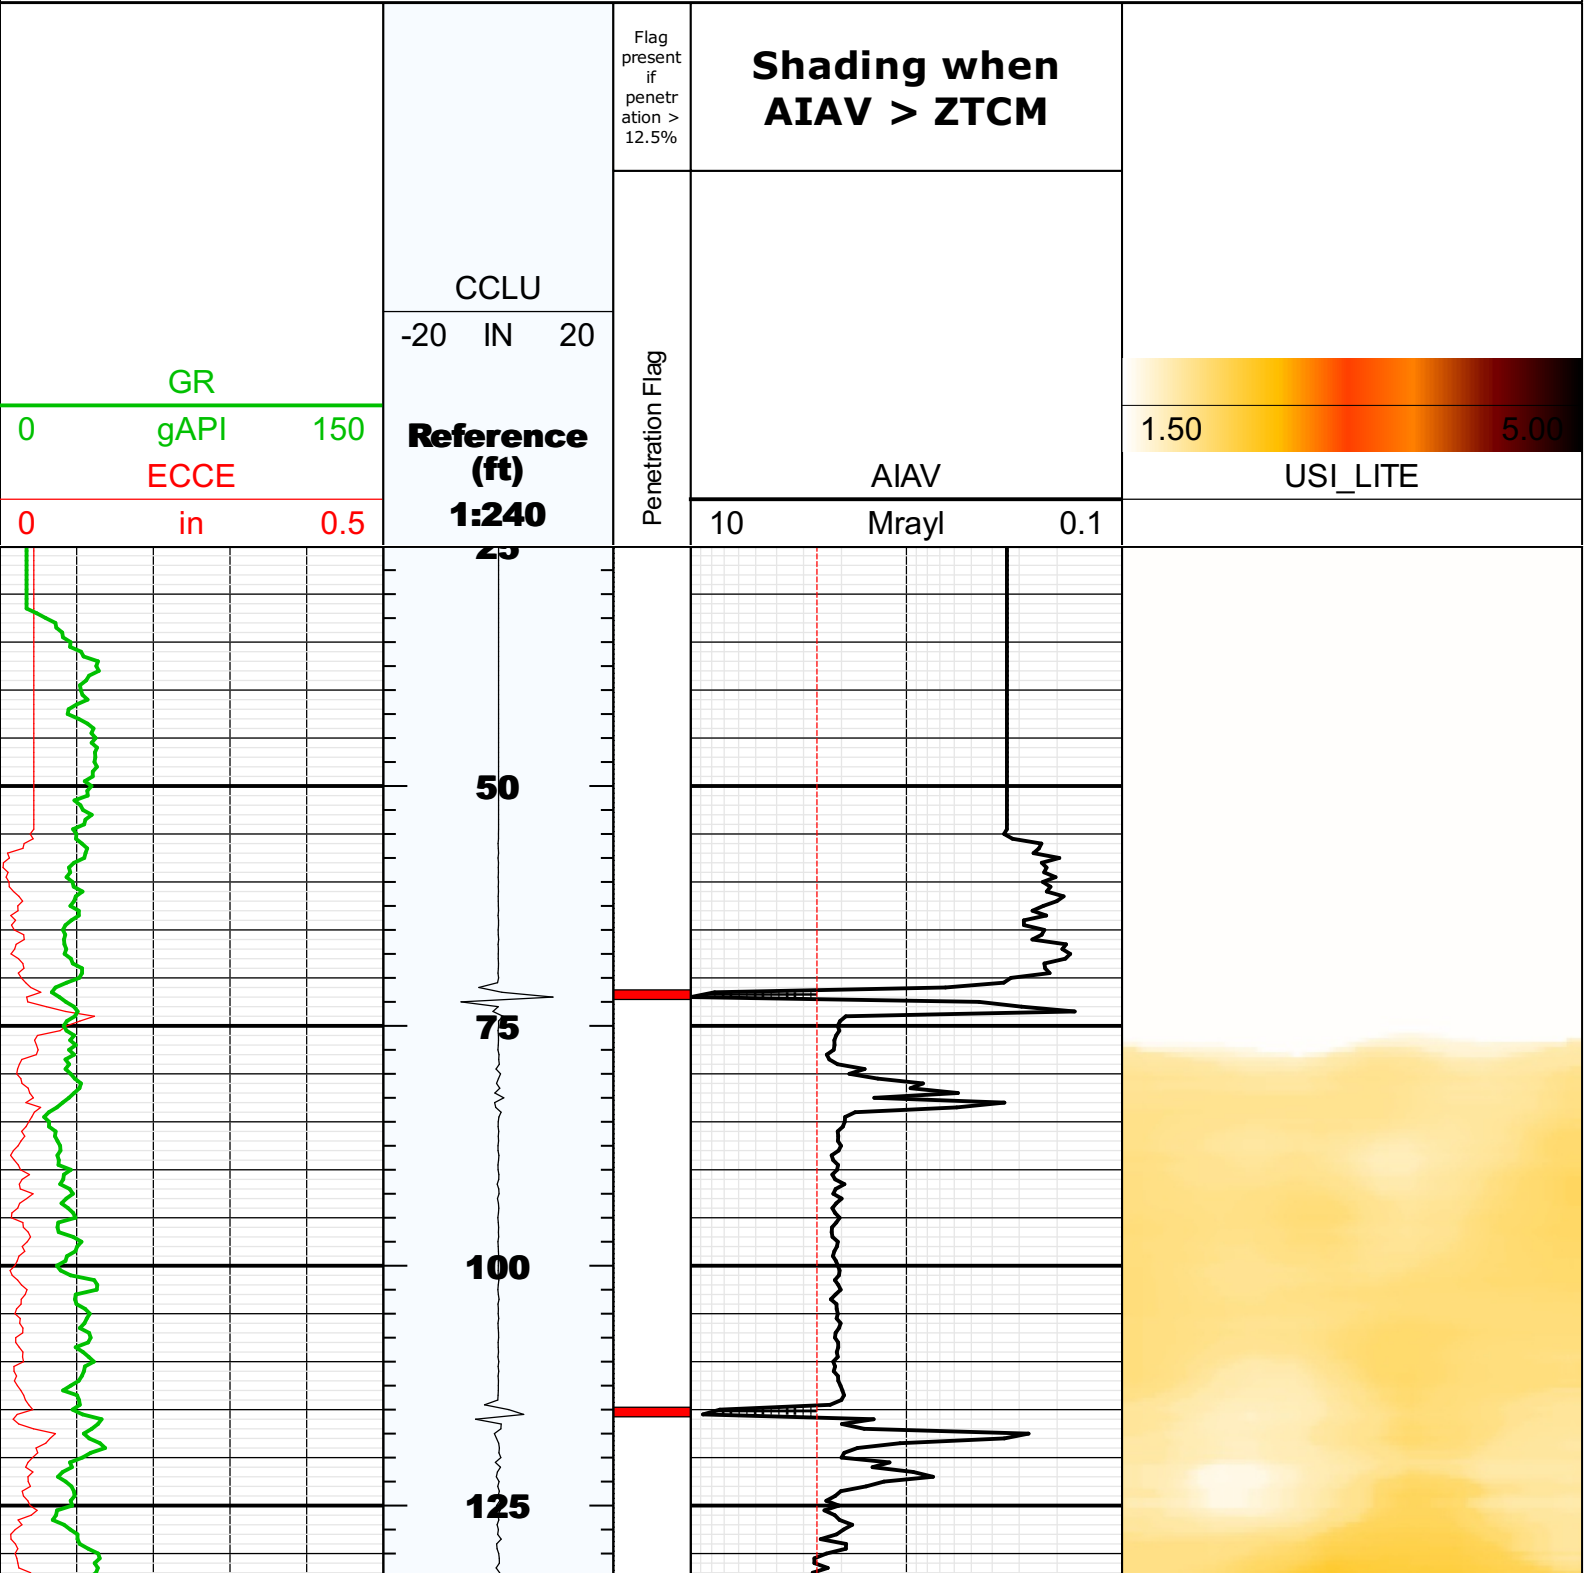 Flag
present
if
penetr
ation >
12.5%
Shading when
AIAV > ZTCM
CCLU
-20 IN 20
GR
0 gAPI 150
ECCE
0 in 0.5
Reference
(ft)
1:240
Penetration Flag
AIAV
10 Mrayl 0.1
1.50 5.00
USI_LITE
25
50
75
100
125